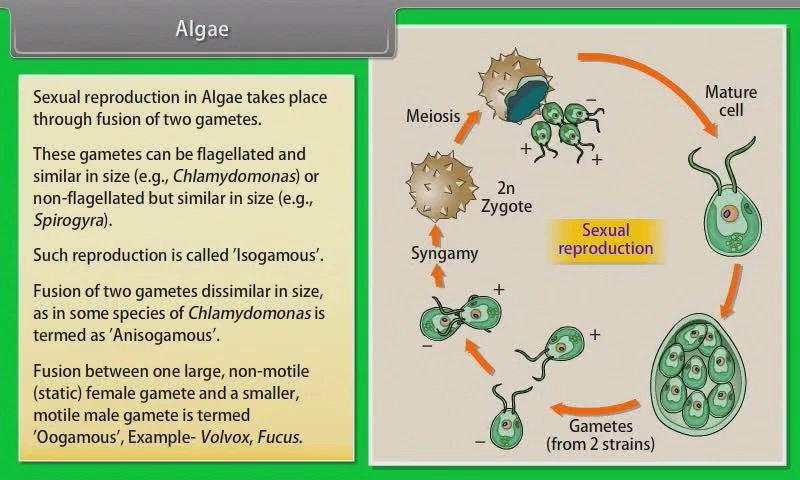 Algae
Sexual reproduction in Algae takes place
through fusion of two gametes.
These gametes can be flagellated and
similar in size (e.g., Chlamydomonas) or
non-flagellated but similar in size (e.g.,
Spirogyra).
Such reproduction is called 'Isogamous'.
Fusion of two gametes dissimilar in size,
as in some species of Chlamydomonas is
termed as 'Anisogamous'.
Fusion between one large, non-motile
(static) female gamete and a smaller,
motile male gamete is termed
'Oogamous', Example- Volvox, Fucus.
Meiosis
−
+
+
Mature
cell
2n
Zygote
Sexual
reproduction
Syngamy
+
−
+
−
Gametes
(from 2 strains)